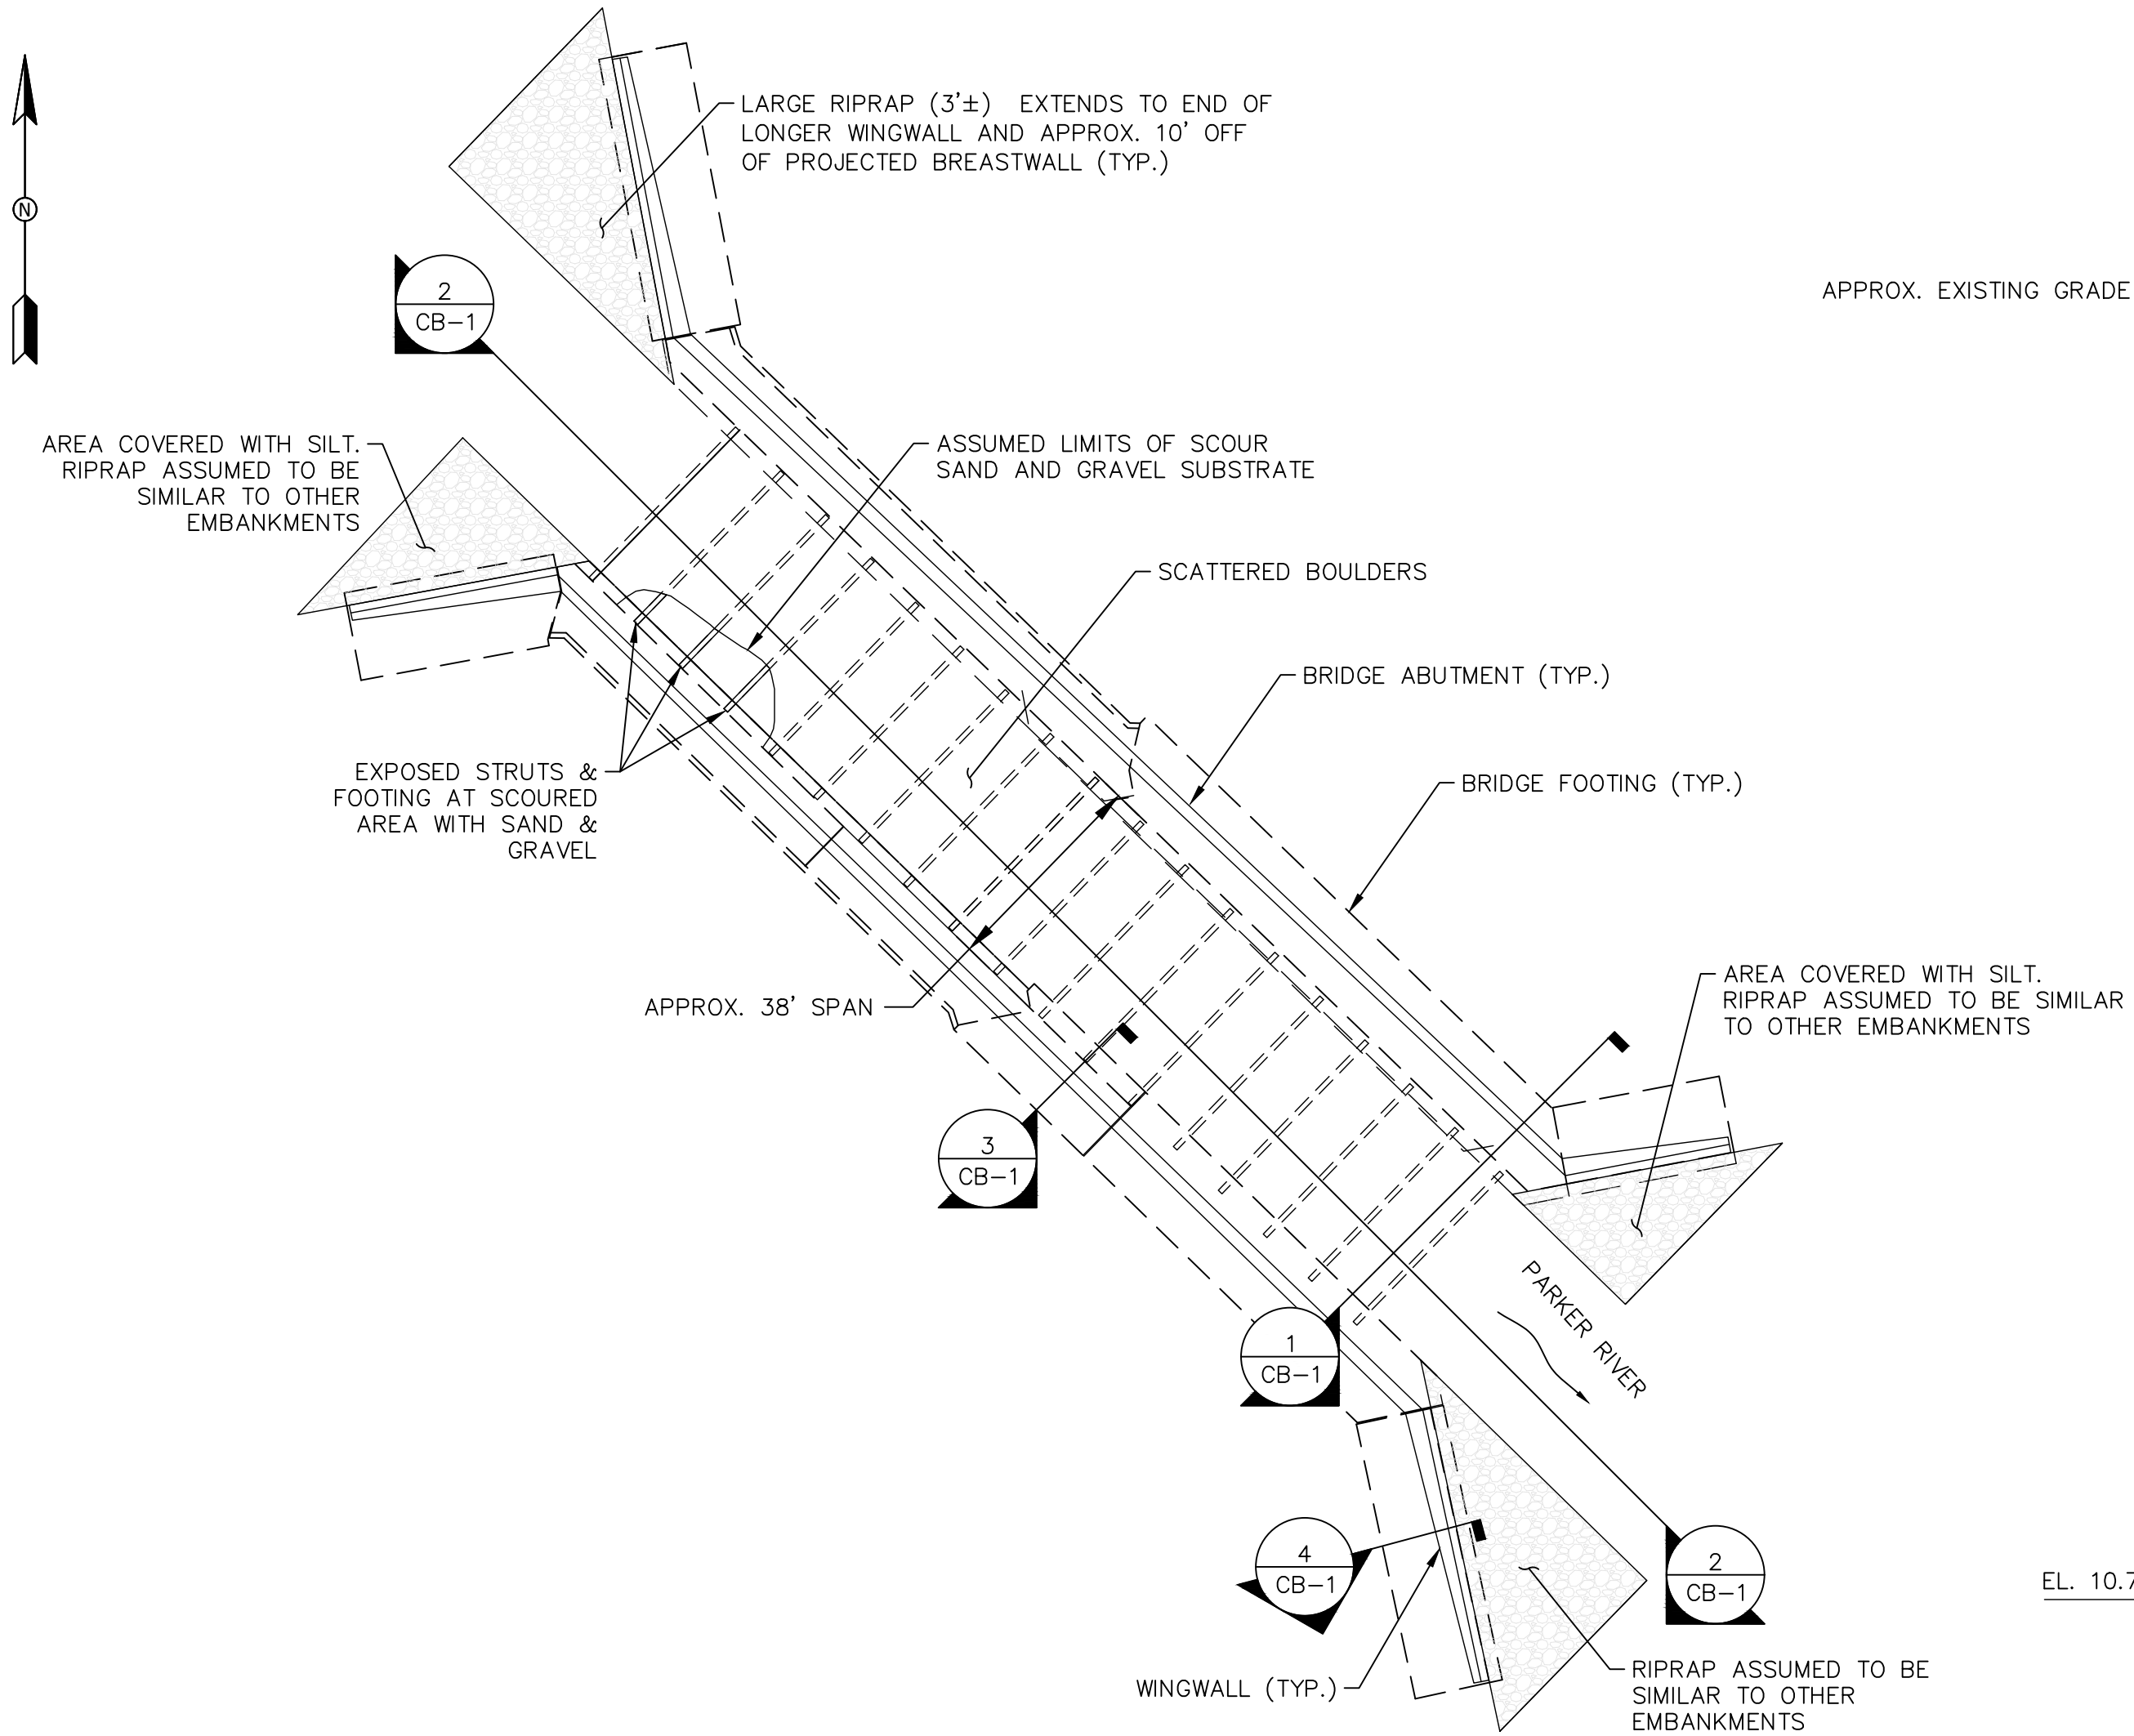 LARGE RIPRAP (3'±) EXTENDS TO END OF
LONGER WINGWALL AND APPROX. 10' OFF
OF PROJECTED BREASTWALL (TYP.)
N
2
CB-1
APPROX. EXISTING GRADE
AREA COVERED WITH SILT.
RIPRAP ASSUMED TO BE
SIMILAR TO OTHER
EMBANKMENTS
ASSUMED LIMITS OF SCOUR
SAND AND GRAVEL SUBSTRATE
SCATTERED BOULDERS
BRIDGE ABUTMENT (TYP.)
EXPOSED STRUTS &
FOOTING AT SCOURED
AREA WITH SAND &
GRAVEL
BRIDGE FOOTING (TYP.)
AREA COVERED WITH SILT.
RIPRAP ASSUMED TO BE SIMILAR
TO OTHER EMBANKMENTS
APPROX. 38' SPAN
3
CB-1
PARKER RIVER
1
CB-1
4
CB-1
2
CB-1
EL. 10.7
WINGWALL (TYP.)
RIPRAP ASSUMED TO BE
SIMILAR TO OTHER
EMBANKMENTS